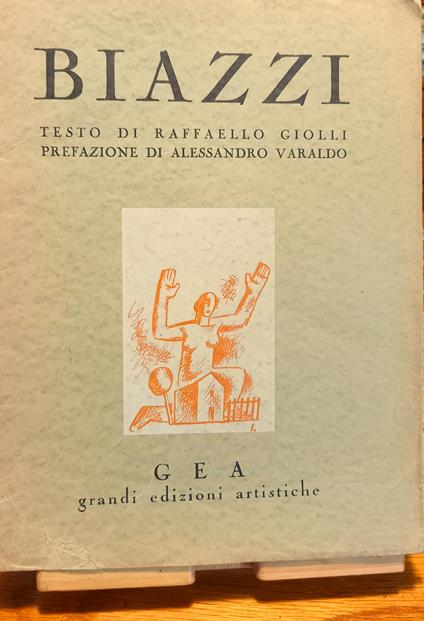 BIAZZI
TESTO DI RAFFAELLO GIOLLI
PREFAZIONE DI ALESSANDRO VARALDO
GEA
grandi edizioni artistiche